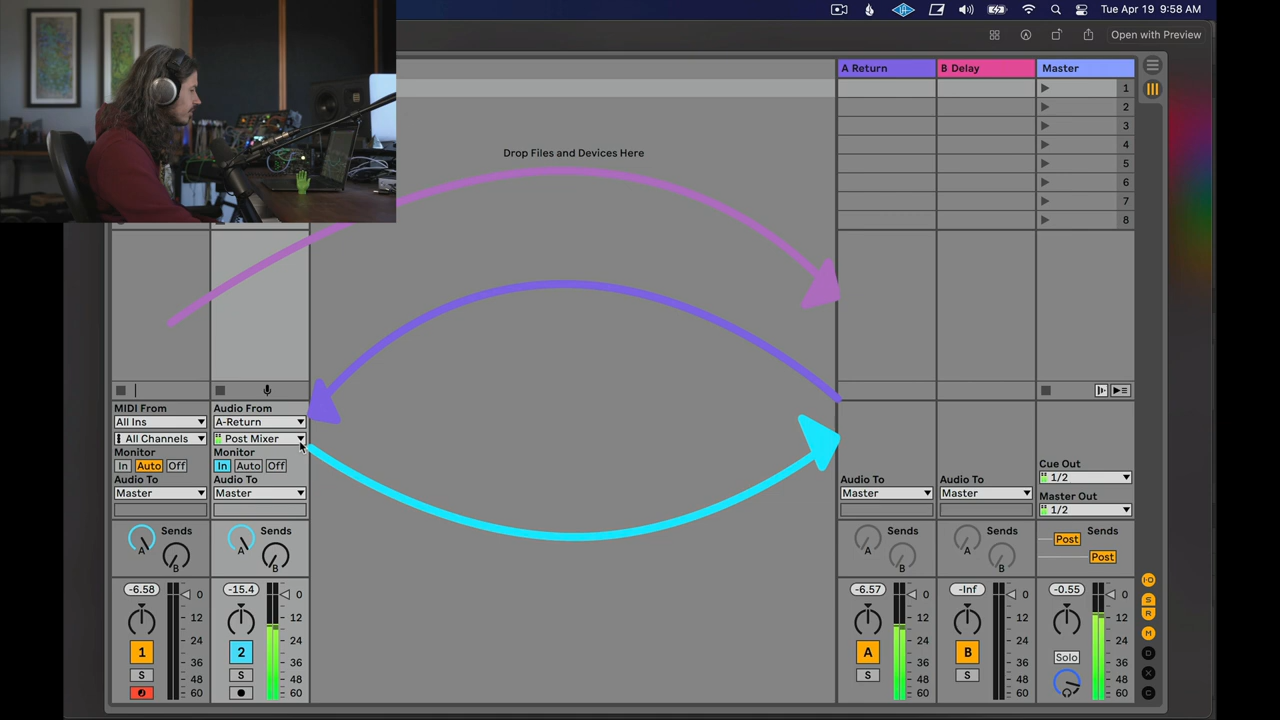 Tue Apr 19 9:58 AM
Open with Preview
A Return
B Delay
Master
1
2
3
4
5
6
7
8
Drop Files and Devices Here
MIDI From
All Ins
All Channels
Monitor
In Auto Off
Audio To
Master
Audio From
A-Return
Post Mixer
Monitor
In Auto Off
Audio To
Master
Audio To
Master
Audio To
Master
Cue Out
1/2
Master Out
1/2
Sends
A
B
Sends
A
B
Sends
A
B
Sends
A
B
Sends
Post
Post
-6.58
0
12
24
36
48
60
1
S
-15.4
0
12
24
36
48
60
2
S
-6.57
0
12
24
36
48
60
A
S
-Inf
0
12
24
36
48
60
B
S
-0.55
0
12
24
36
48
60
Solo
I·O
S
R
M
D
X
C